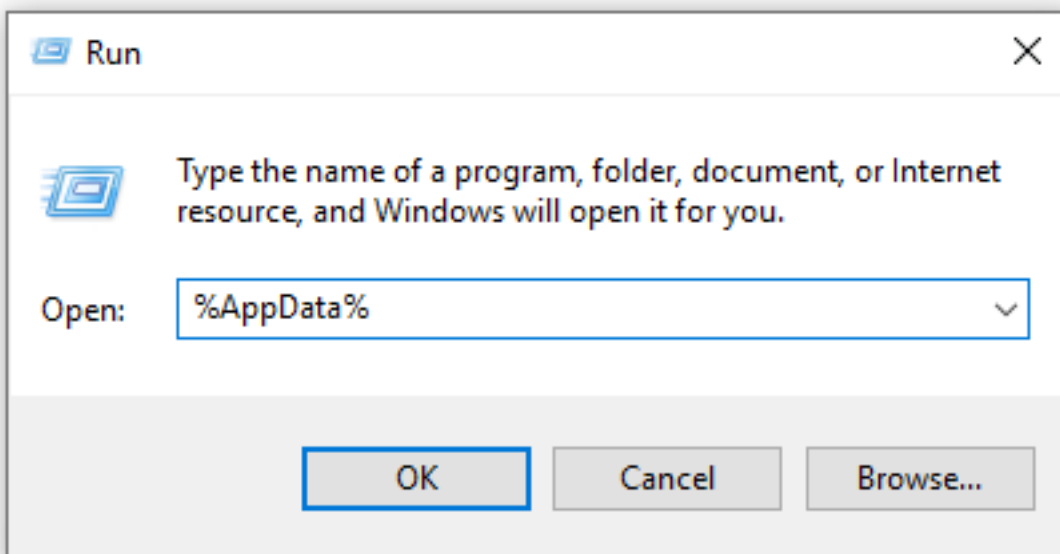 Run
Type the name of a program, folder, document, or Internet
resource, and Windows will open it for you.
Open: %AppData%
OK Cancel Browse...